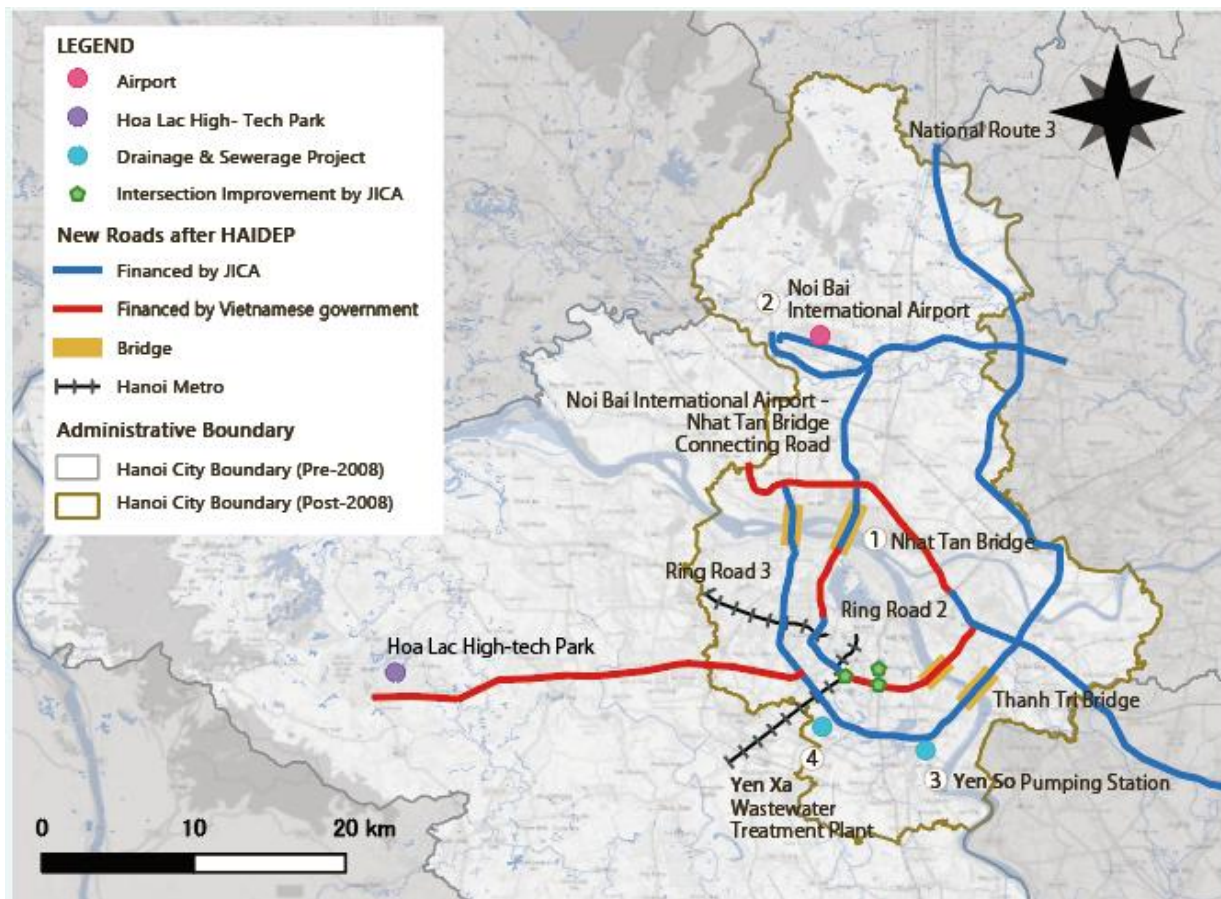 LEGEND
Airport
Hoa Lac High- Tech Park
Drainage & Sewerage Project
Intersection Improvement by JICA
New Roads after HAIDEP
Financed by JICA
Financed by Vietnamese government
Bridge
Hanoi Metro
Administrative Boundary
Hanoi City Boundary (Pre-2008)
Hanoi City Boundary (Post-2008)
National Route 3
2
Noi Bai
International Airport
Noi Bai International Airport –
Nhat Tan Bridge
Connecting Road
1 Nhat Tan Bridge
Ring Road 3
Ring Road 2
Hoa Lac High-tech Park
Thanh Tri Bridge
4
Yen Xa
Wastewater
Treatment Plant
3 Yen So Pumping Station
0 10 20 km